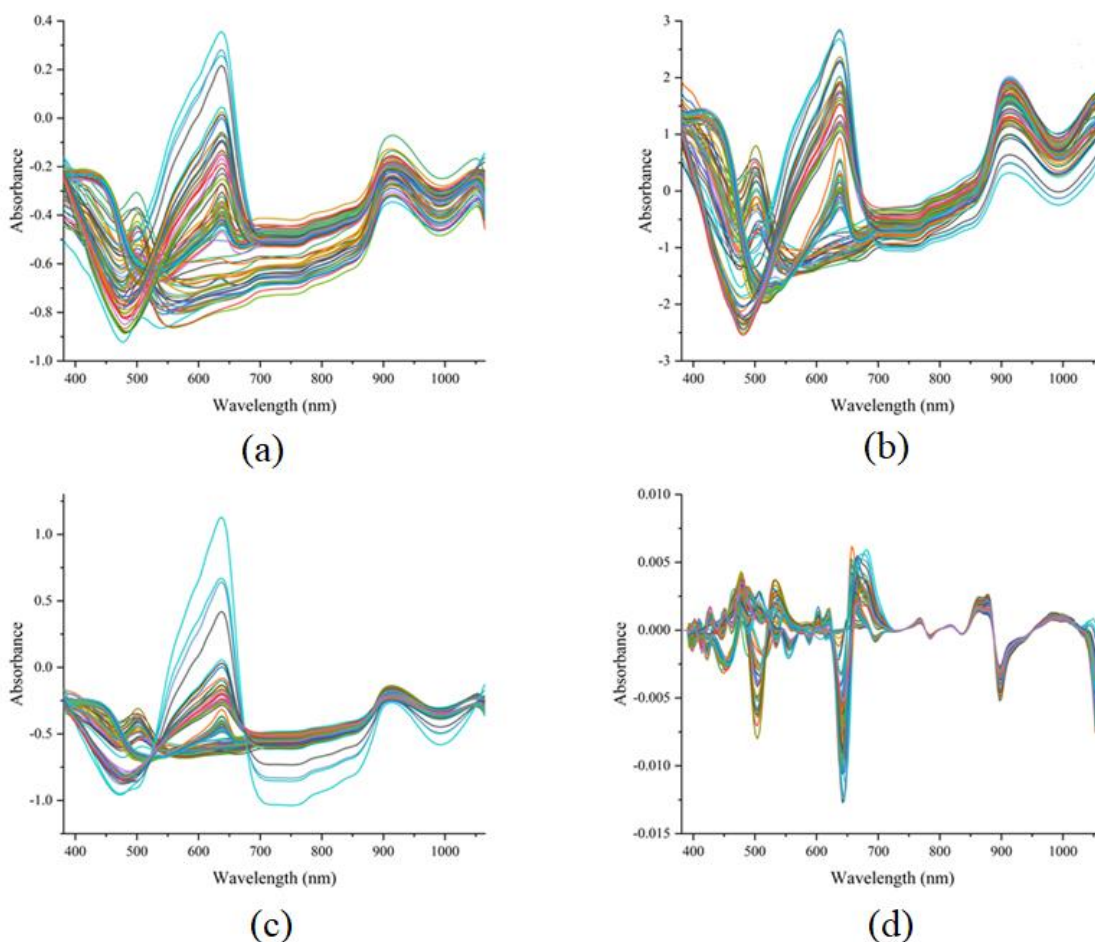 0.4
0.2
0.0
-0.2
-0.4
-0.6
-0.8
-1.0
Absorbance
400 500 600 700 800 900 1000
Wavelength (nm)
(a)
3
2
1
0
-1
-2
-3
Absorbance
400 500 600 700 800 900 1000
Wavelength (nm)
(b)
1.0
0.5
0.0
-0.5
-1.0
Absorbance
400 500 600 700 800 900 1000
Wavelength (nm)
(c)
0.010
0.005
0.000
-0.005
-0.010
-0.015
Absorbance
400 500 600 700 800 900 1000
Wavelength (nm)
(d)